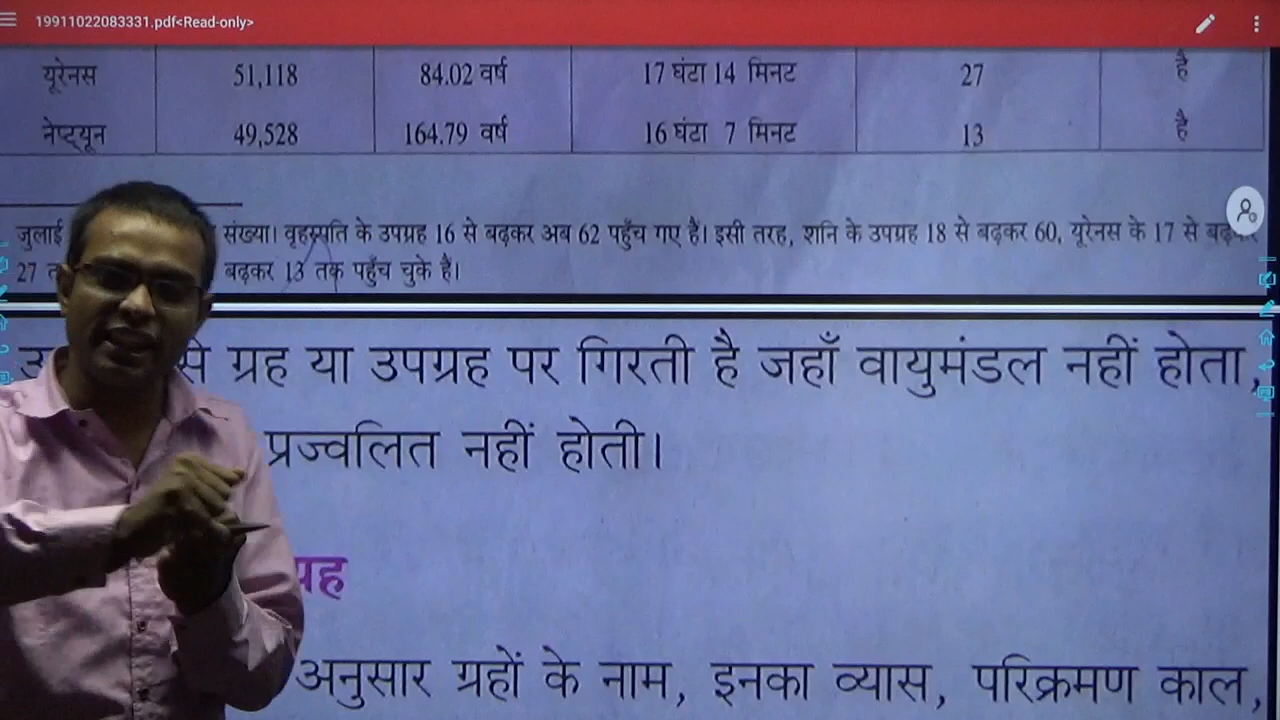 19911022083331.pdf<Read-only>
यूरेनस 51,118 84.02 वर्ष 17 घंटा 14 मिनट 27 है
नेप्ट्यून 49,528 164.79 वर्ष 16 घंटा 7 मिनट 13 है
जुलाई संख्या। वृहस्पति के उपग्रह 16 से बढ़कर अब 62 पहुँच गए हैं। इसी तरह, शनि के उपग्रह 18 से बढ़कर 60, यूरेनस के 17 से बढ़कर
27 बढ़कर 13 तक पहुँच चुके हैं।
से ग्रह या उपग्रह पर गिरती है जहाँ वायुमंडल नहीं होता,
प्रज्वलित नहीं होती।
अनुसार ग्रहों के नाम, इनका व्यास, परिक्रमण काल,